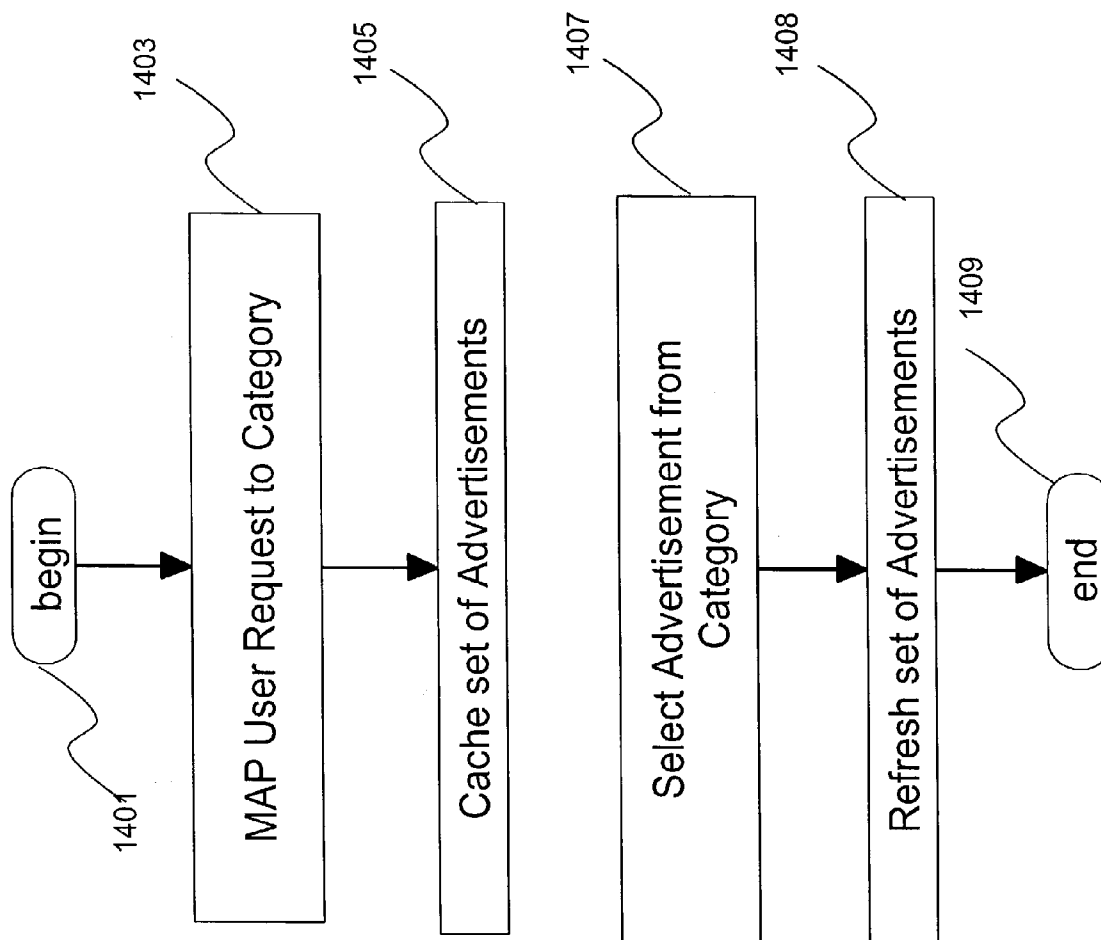 begin
1401
MAP User Request to Category
1403
Cache set of Advertisements
1405
Select Advertisement from
Category
1407
Refresh set of Advertisements
1408
end
1409